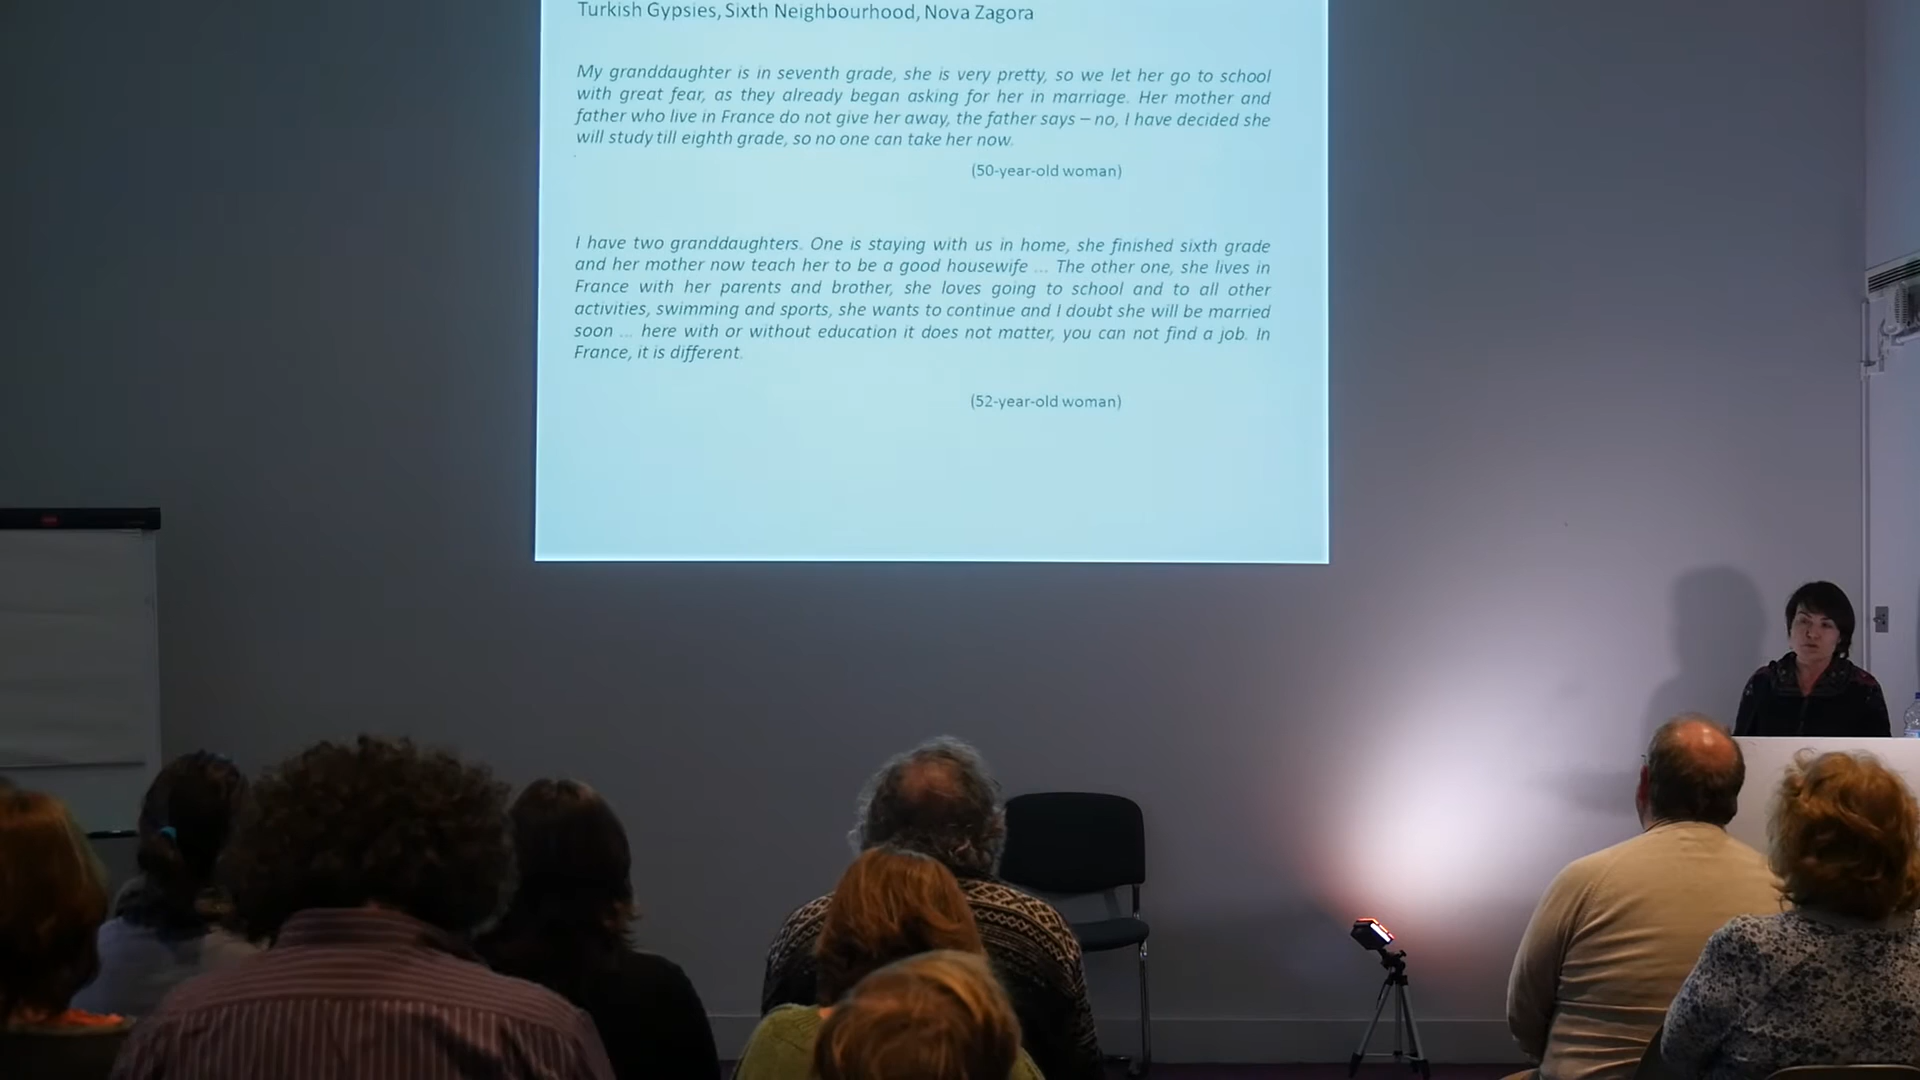 Turkish Gypsies, Sixth Neighbourhood, Nova Zagora
My granddaughter is in seventh grade, she is very pretty, so we let her go to school
with great fear, as they already began asking for her in marriage. Her mother and
father who live in France do not give her away, the father says – no, I have decided she
will study till eighth grade, so no one can take her now.
(50-year-old woman)
I have two granddaughters. One is staying with us in home, she finished sixth grade
and her mother now teach her to be a good housewife ... The other one, she lives in
France with her parents and brother, she loves going to school and to all other
activities, swimming and sports, she wants to continue and I doubt she will be married
soon ... here with or without education it does not matter, you can not find a job. In
France, it is different.
(52-year-old woman)